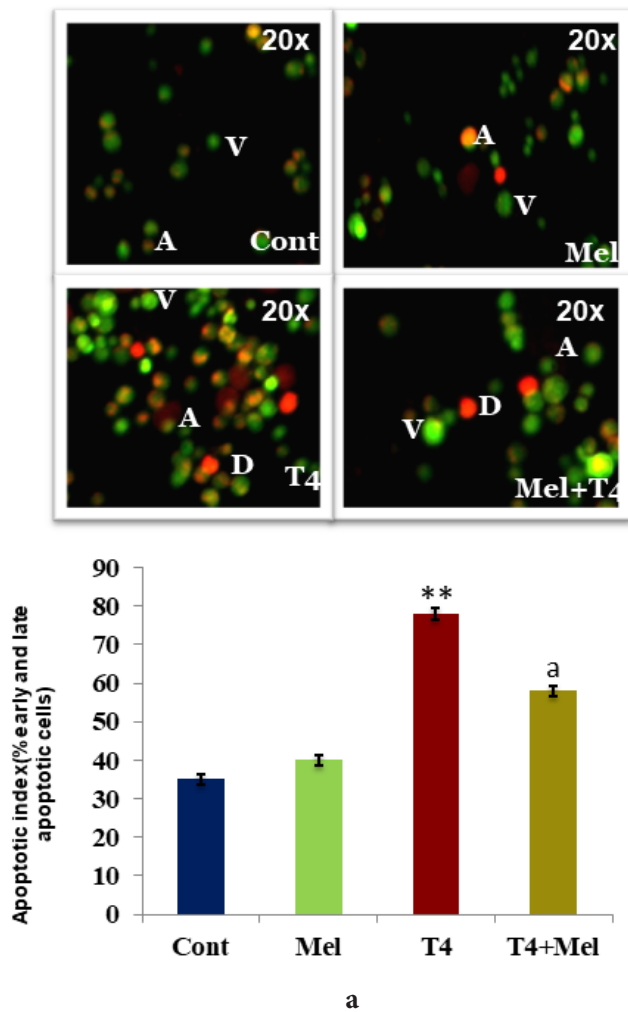 20x
V
A
Cont
20x
A
V
Mel
V
20x
A
D
T4
20x
A
D
V
Mel+T4
Apoptotic index(% early and late
apoptotic cells)
90
80
70
60
50
40
30
20
10
0
**
a
Cont Mel T4 T4+Mel
a